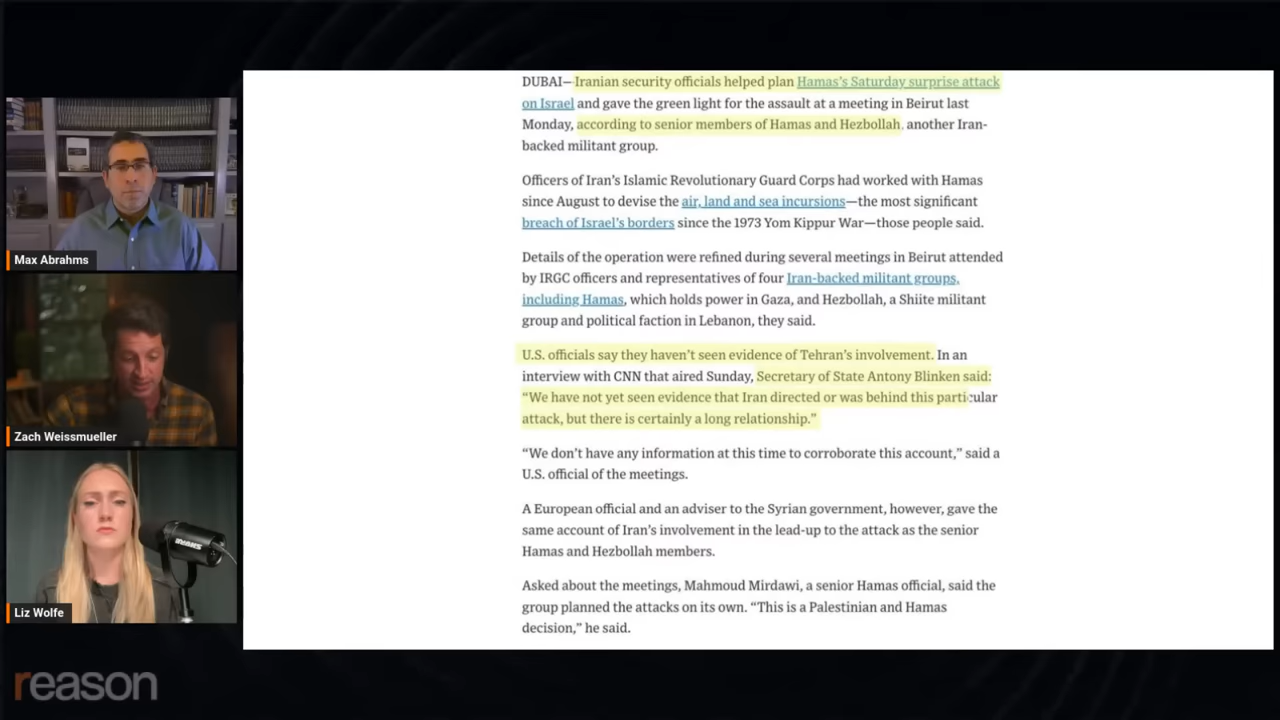 DUBAI—Iranian security officials helped plan Hamas's Saturday surprise attack
on Israel and gave the green light for the assault at a meeting in Beirut last
Monday, according to senior members of Hamas and Hezbollah, another Iran-
backed militant group.
Officers of Iran's Islamic Revolutionary Guard Corps had worked with Hamas
since August to devise the air, land and sea incursions—the most significant
breach of Israel's borders since the 1973 Yom Kippur War—those people said.
Details of the operation were refined during several meetings in Beirut attended
by IRGC officers and representatives of four Iran-backed militant groups,
including Hamas, which holds power in Gaza, and Hezbollah, a Shiite militant
group and political faction in Lebanon, they said.
U.S. officials say they haven't seen evidence of Tehran's involvement. In an
interview with CNN that aired Sunday, Secretary of State Antony Blinken said:
“We have not yet seen evidence that Iran directed or was behind this particular
attack, but there is certainly a long relationship.”
“We don't have any information at this time to corroborate this account,” said a
U.S. official of the meetings.
A European official and an adviser to the Syrian government, however, gave the
same account of Iran's involvement in the lead-up to the attack as the senior
Hamas and Hezbollah members.
Asked about the meetings, Mahmoud Mirdawi, a senior Hamas official, said the
group planned the attacks on its own. “This is a Palestinian and Hamas
decision,” he said.
Max Abrahms
Zach Weissmueller
Liz Wolfe
reason